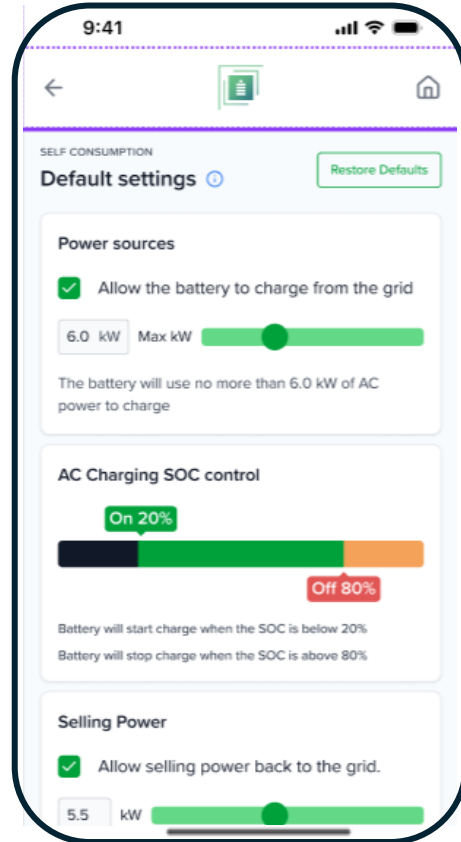 9:41
SELF CONSUMPTION
Default settings
Restore Defaults
Power sources
Allow the battery to charge from the grid
6.0 kW Max kW
The battery will use no more than 6.0 kW of AC
power to charge
AC Charging SOC control
On 20%
Off 80%
Battery will start charge when the SOC is below 20%
Battery will stop charge when the SOC is above 80%
Selling Power
Allow selling power back to the grid.
5.5 kW